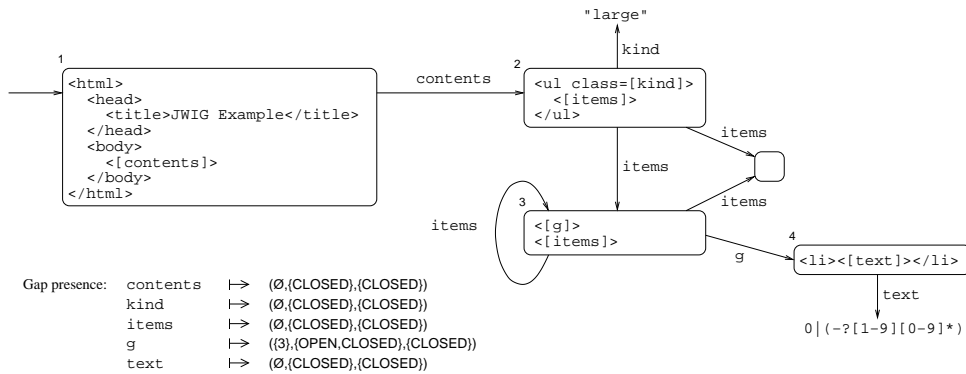 "large"
kind
1
<html>
<head>
<title>JWIG Example</title>
</head>
<body>
<[contents]>
</body>
</html>
contents
2
<ul class=[kind]>
<[items]>
</ul>
items
items
items
items
3
<[g]>
<[items]>
g
4
<li><[text]></li>
text
0|(-?[1-9][0-9]*)
Gap presence: contents ↦ (Ø,{CLOSED},{CLOSED})
kind ↦ (Ø,{CLOSED},{CLOSED})
items ↦ (Ø,{CLOSED},{CLOSED})
g ↦ ({3},{OPEN,CLOSED},{CLOSED})
text ↦ (Ø,{CLOSED},{CLOSED})